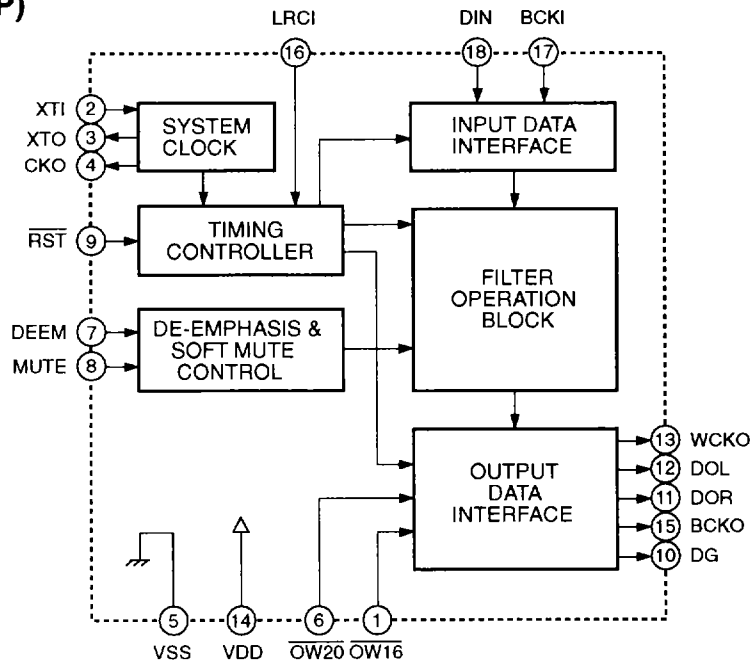 P)
LRCI
DIN
BCKI
16
18
17
XTI
2
XTO
3
CKO
4
SYSTEM
CLOCK
INPUT DATA
INTERFACE
RST
9
TIMING
CONTROLLER
FILTER
OPERATION
BLOCK
DEEM
7
MUTE
8
DE-EMPHASIS &
SOFT MUTE
CONTROL
OUTPUT
DATA
INTERFACE
13
WCKO
12
DOL
11
DOR
15
BCKO
10
DG
5
14
6
1
VSS
VDD
OW20
OW16